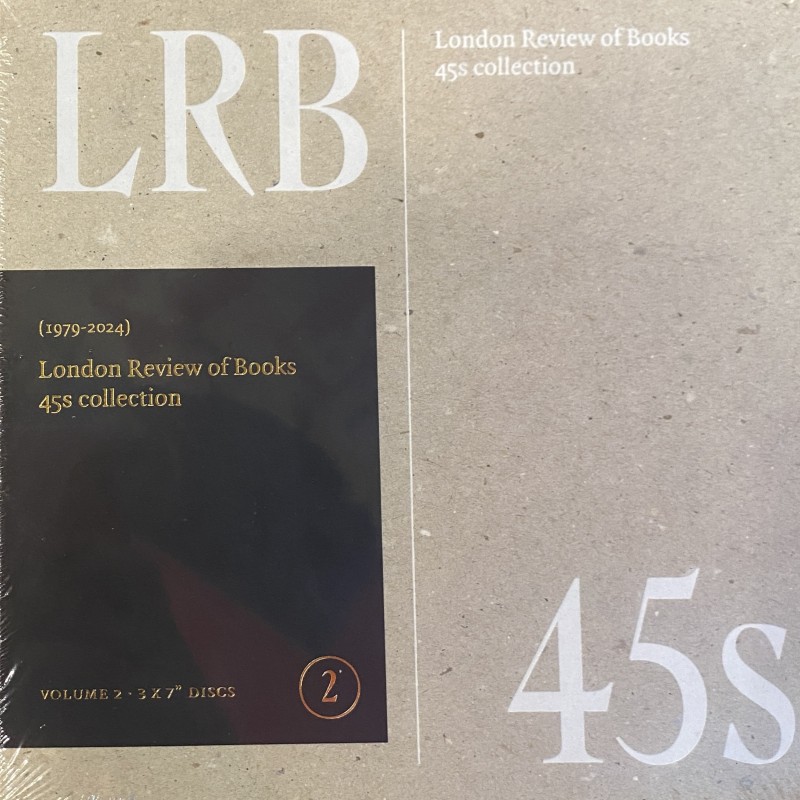 LRB
London Review of Books
45s collection
(1979-2024)
London Review of Books
45s collection
VOLUME 2 · 3 X 7” DISCS
2
45s